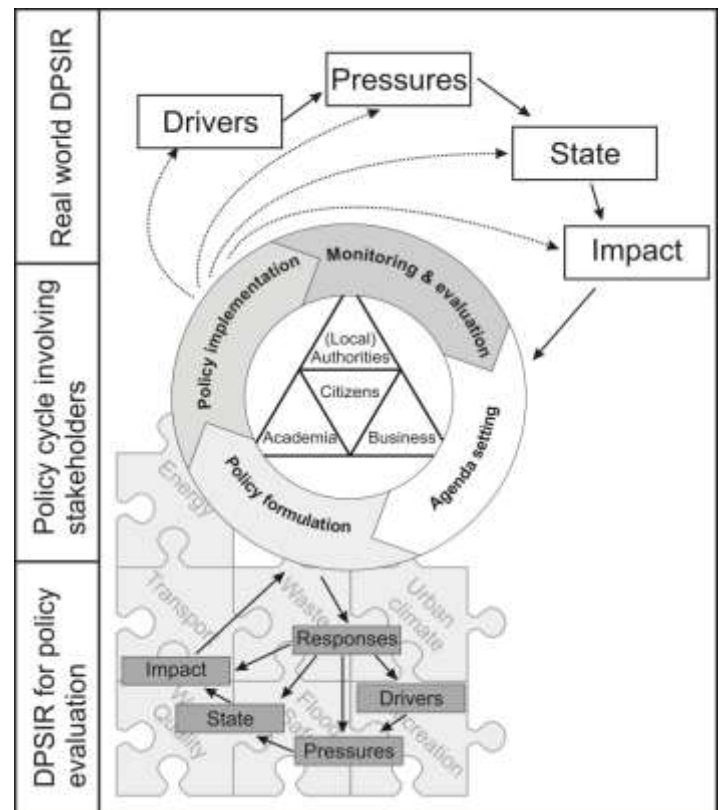 Real world DPSIR
Drivers
Pressures
State
Impact
Policy cycle involving
stakeholders
Policy implementation
Monitoring & evaluation
Agenda setting
Policy formulation
(Local)
Authorities
Citizens
Academia
Business
DPSIR for policy
evaluation
Energy
Transport
Waste
Urban
climate
Quality
Flood
Responses
Impact
Drivers
State
Pressures